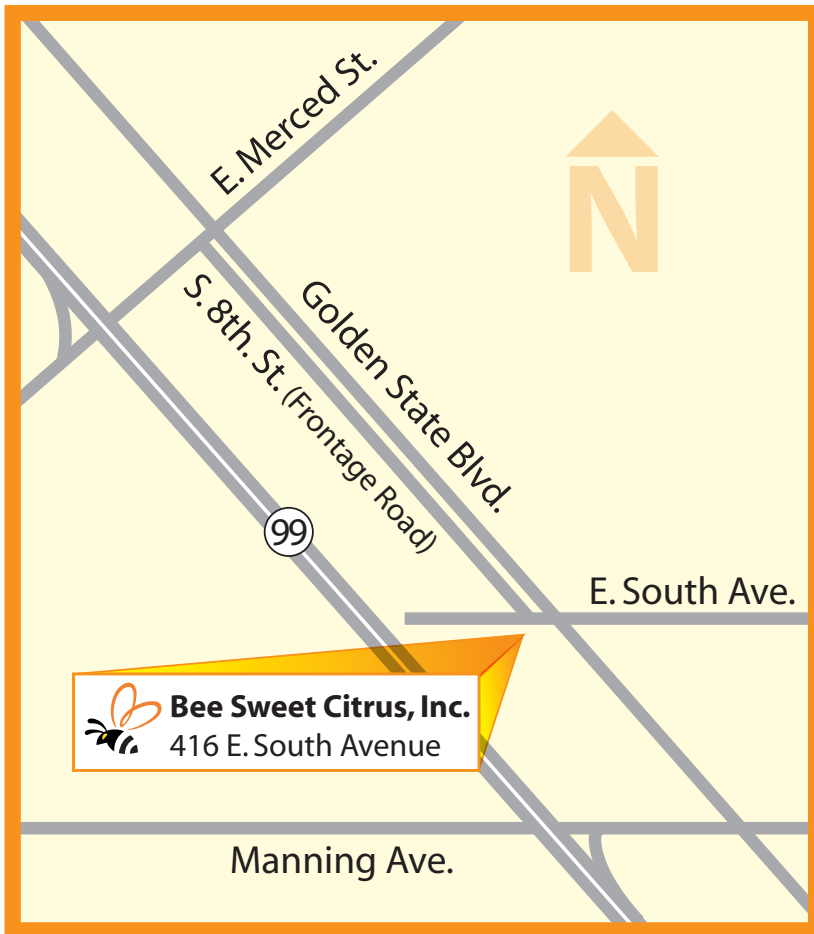 E. Merced St.
N
Golden State Blvd.
S. 8th. St. (Frontage Road)
99
E. South Ave.
Bee Sweet Citrus, Inc.
416 E. South Avenue
Manning Ave.